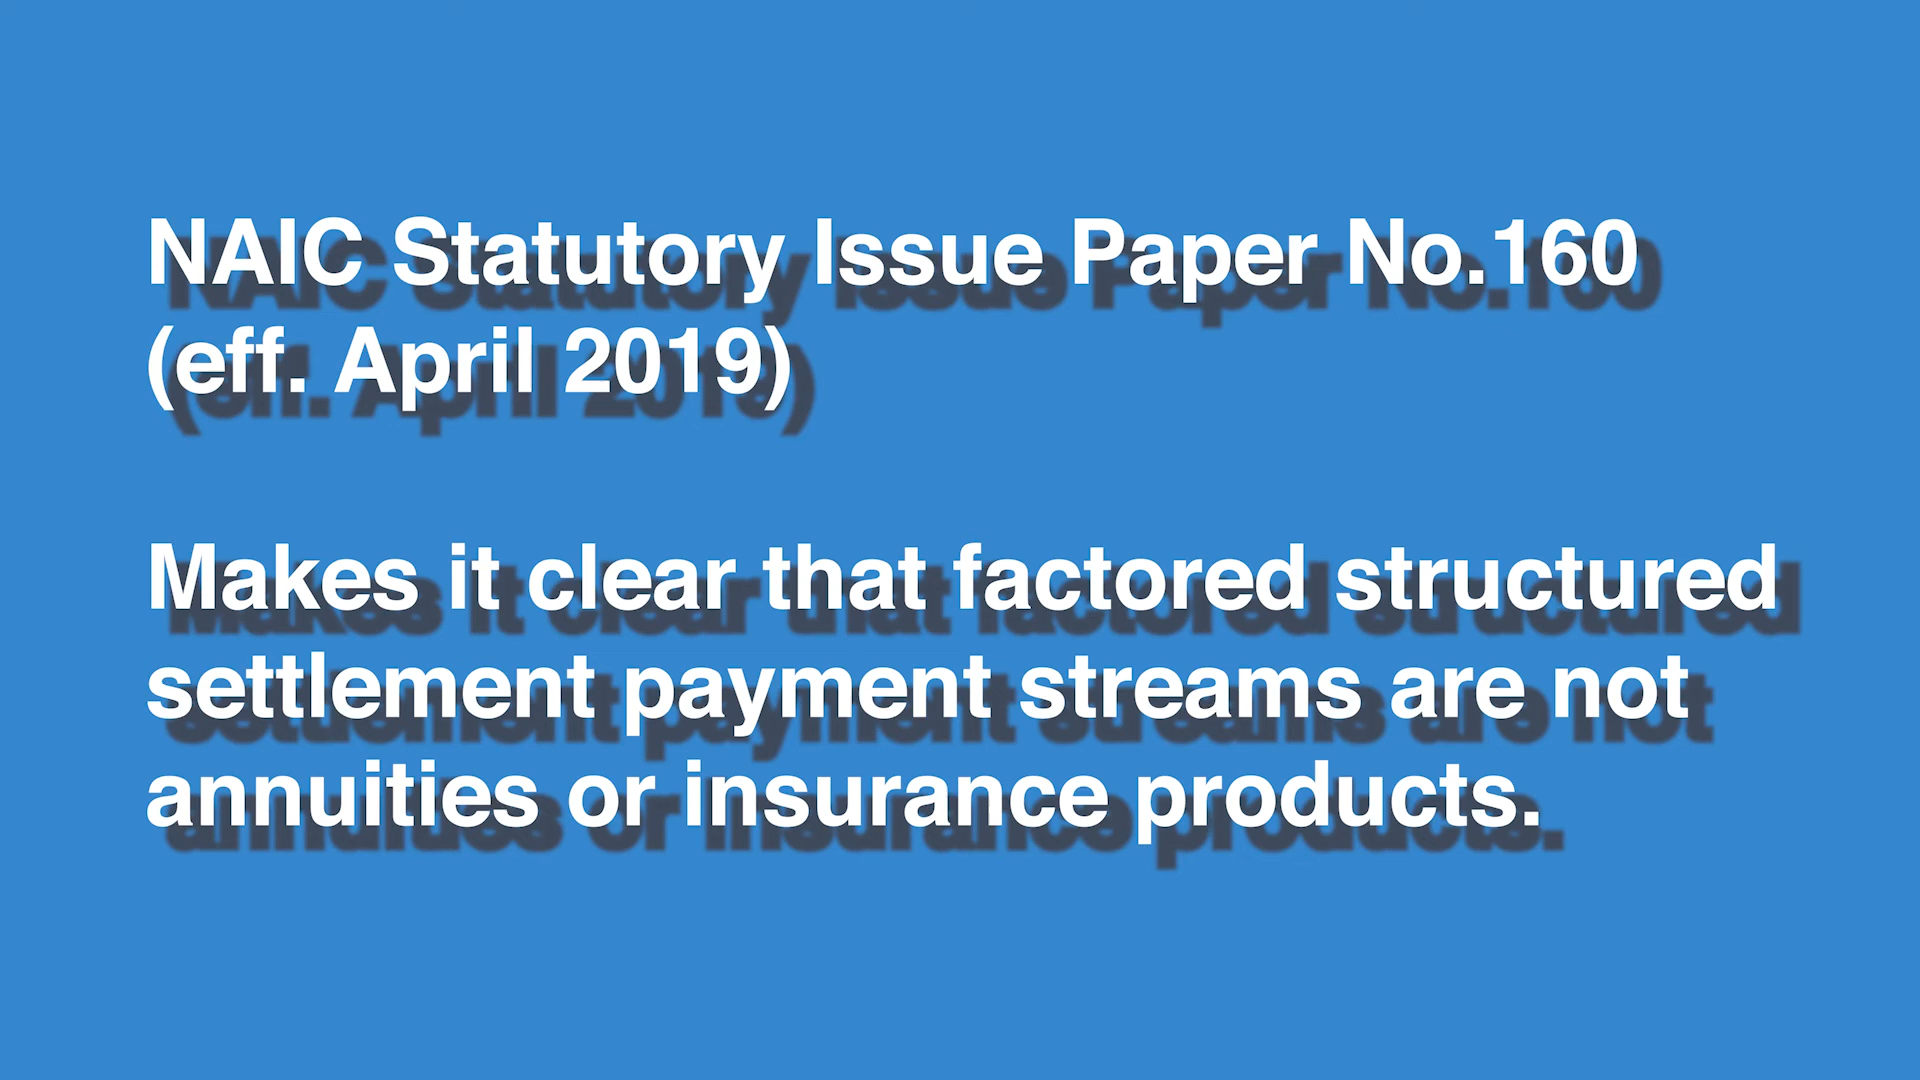 NAIC Statutory Issue Paper No.160
(eff. April 2019)
Makes it clear that factored structured
settlement payment streams are not
annuities or insurance products.